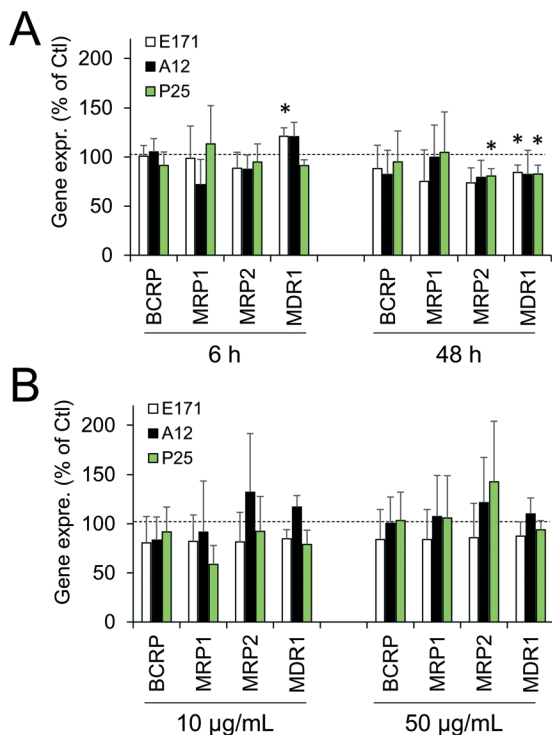 A
Gene expr. (% of Ctl)
200
150
100
50
0
E171
A12
P25
*
* * *
BCRP
MRP1
MRP2
MDR1
BCRP
MRP1
MRP2
MDR1
6 h
48 h
B
Gene expre. (% of Ctl)
200
150
100
50
0
E171
A12
P25
BCRP
MRP1
MRP2
MDR1
BCRP
MRP1
MRP2
MDR1
10 µg/mL
50 µg/mL